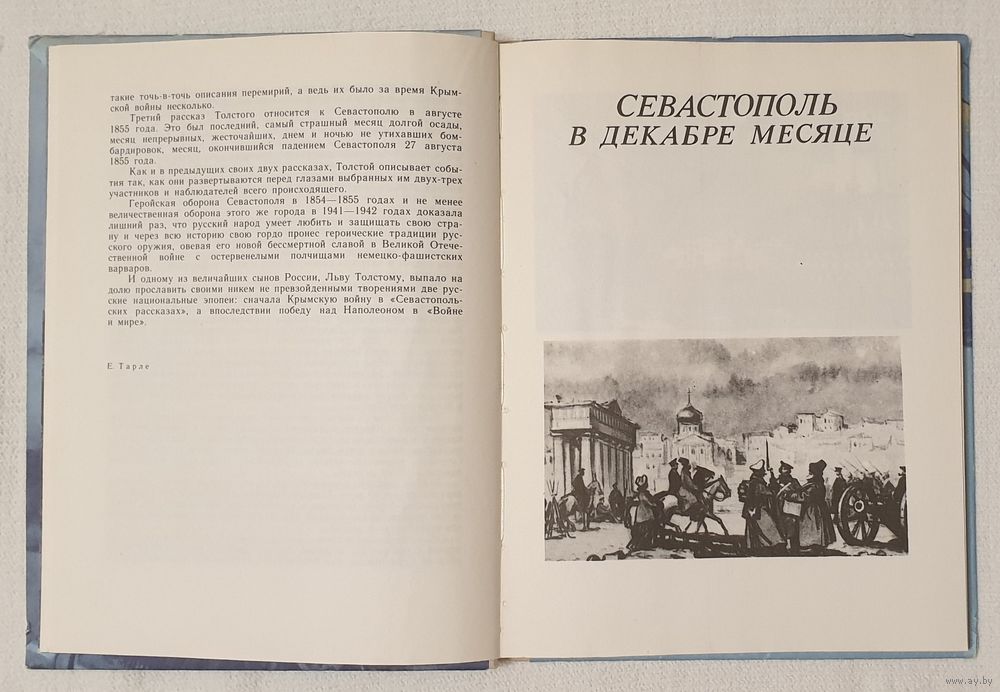 такие точь-в-точь описания перемирий, а ведь их было за время Крым-
ской войны несколько.
Третий рассказ Толстого относится к Севастополю в августе
1855 года. Это был последний, самый страшный месяц долгой осады,
месяц непрерывных, жесточайших, днем и ночью не утихавших бом-
бардировок, месяц, окончившийся падением Севастополя 27 августа
1855 года.
Как и в предыдущих своих двух рассказах, Толстой описывает собы-
тия так, как они развертываются перед глазами выбранных им двух-трех
участников и наблюдателей всего происходящего.
Геройская оборона Севастополя в 1854—1855 годах и не менее
величественная оборона этого же города в 1941—1942 годах доказала
лишний раз, что русский народ умеет любить и защищать свою стра-
ну и через всю историю свою гордо пронес героические традиции рус-
ского оружия, овевая его новой бессмертной славой в Великой Отече-
ственной войне с остервенелыми полчищами немецко-фашистских
варваров.
И одному из величайших сынов России, Льву Толстому, выпало на
долю прославить своими никем не превзойденными творениями две рус-
ские национальные эпопеи: сначала Крымскую войну в «Севастополь-
ских рассказах», а впоследствии победу над Наполеоном в «Войне
и мире».
Е. Тарле
СЕВАСТОПОЛЬ
В ДЕКАБРЕ МЕСЯЦЕ
www.ay.by